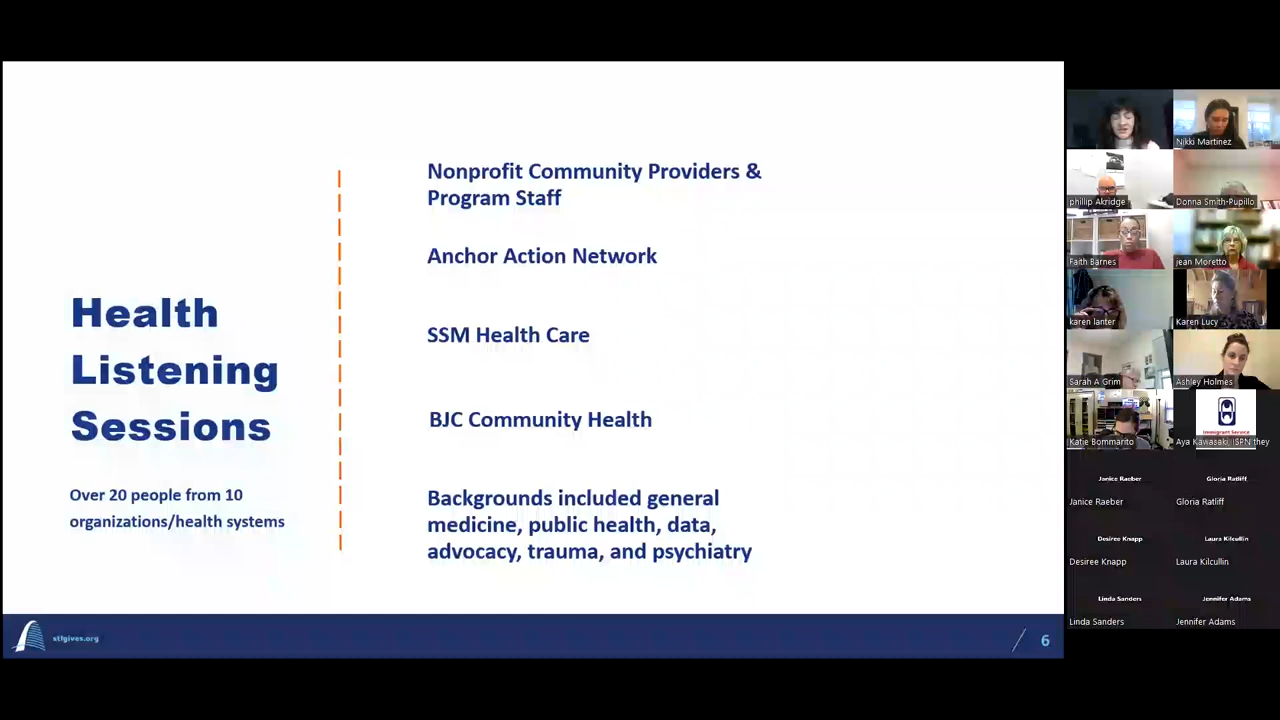 Health
Listening
Sessions
Over 20 people from 10
organizations/health systems
Nonprofit Community Providers &
Program Staff
Anchor Action Network
SSM Health Care
BJC Community Health
Backgrounds included general
medicine, public health, data,
advocacy, trauma, and psychiatry
stlgives.org
6
Nikki Martinez
phillip Akridge
Donna Smith-Pupillo
Faith Barnes
jean Moretto
karen lanter
Karen Lucy
Sarah A Grim
Ashley Holmes
Immigrant Service
Katie Bommarito
Aya Kawasaki, ISPN they
Janice Raeber
Gloria Ratliff
Janice Raeber
Gloria Ratliff
Desiree Knapp
Laura Kilcullin
Desiree Knapp
Laura Kilcullin
Linda Sanders
Jennifer Adams
Linda Sanders
Jennifer Adams